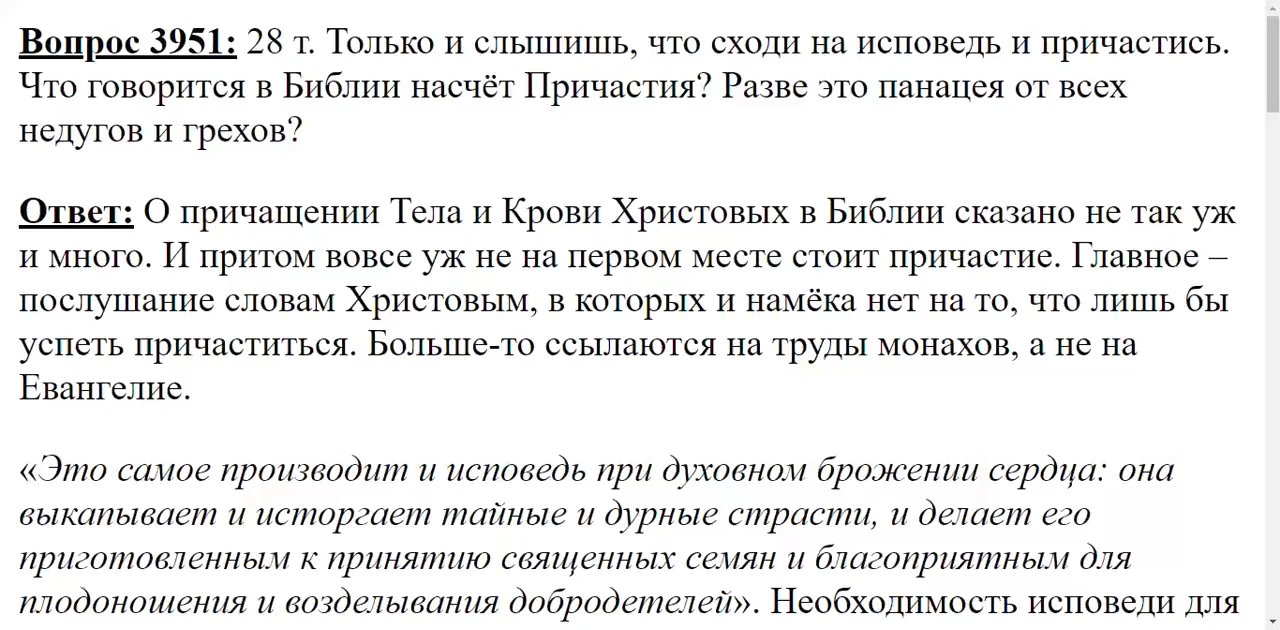 Вопрос 3951: 28 т. Только и слышишь, что сходи на исповедь и причастись.
Что говорится в Библии насчёт Причастия? Разве это панацея от всех
недугов и грехов?
Ответ: О причащении Тела и Крови Христовых в Библии сказано не так уж
и много. И притом вовсе уж не на первом месте стоит причастие. Главное –
послушание словам Христовым, в которых и намёка нет на то, что лишь бы
успеть причаститься. Больше-то ссылаются на труды монахов, а не на
Евангелие.
«Это самое производит и исповедь при духовном брожении сердца: она
выкапывает и исторгает тайные и дурные страсти, и делает его
приготовленным к принятию священных семян и благоприятным для
плодоношения и возделывания добродетелей». Необходимость исповеди для